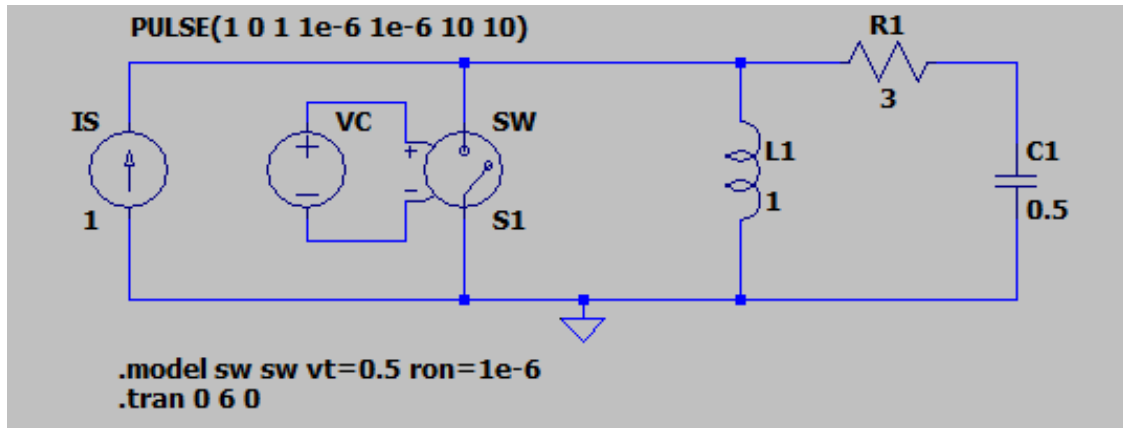 PULSE(1 0 1 1e-6 1e-6 10 10)
R1
3
IS
1
VC
+
−
+
−
SW
S1
L1
1
C1
0.5
.model sw sw vt=0.5 ron=1e-6
.tran 0 6 0